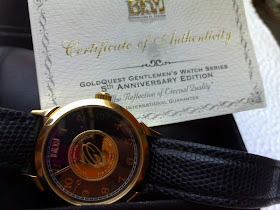 Certificate of Authenticity
GOLDQUEST GENTLEMEN'S WATCH SERIES
5TH ANNIVERSARY EDITION
The Reflection of Eternal Quality
INTERNATIONAL GUARANTEE